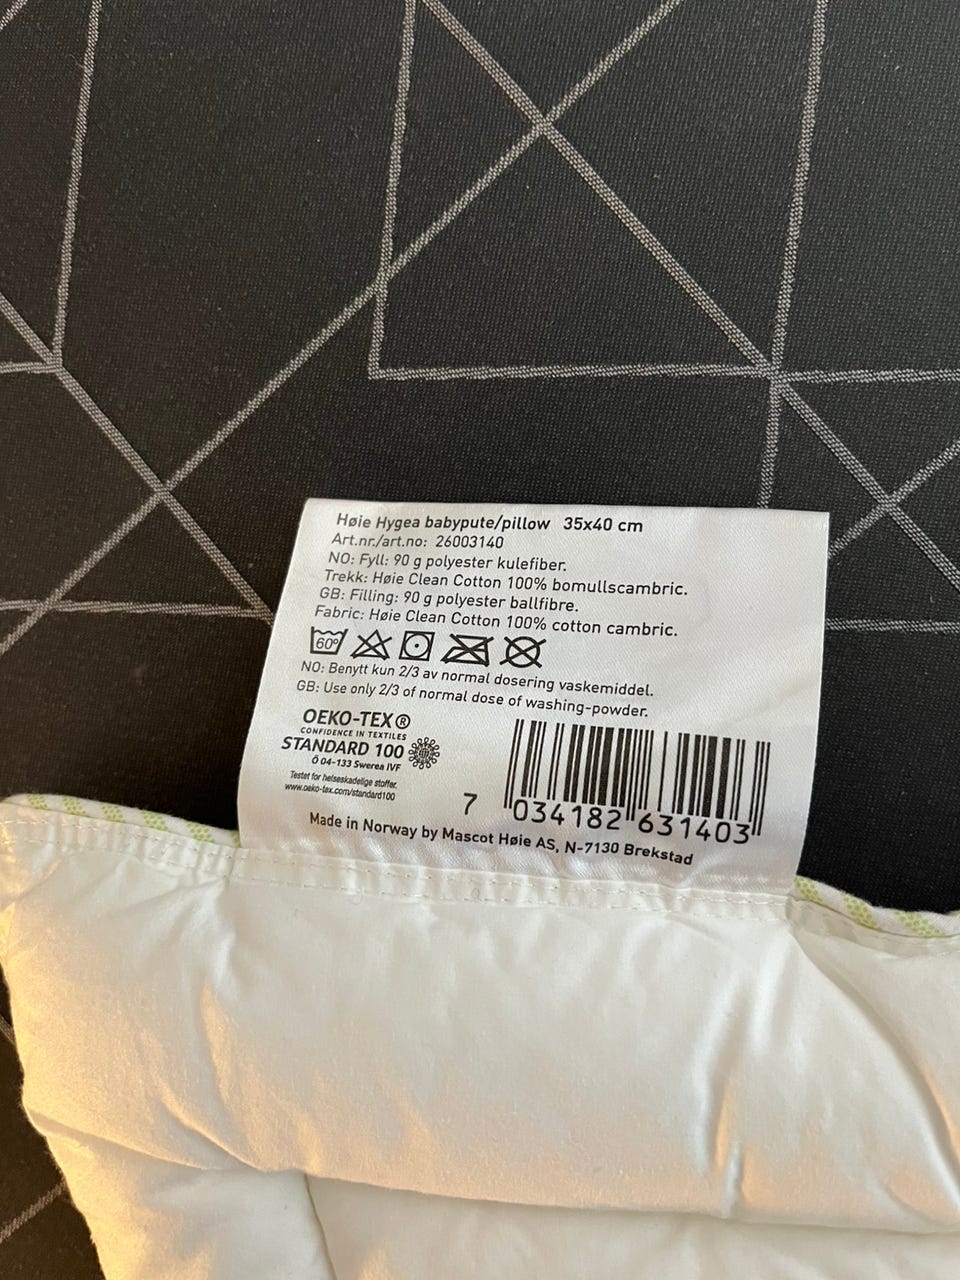 Høie Hygea babypute/pillow 35x40 cm
Art.nr./art.no: 26003140
NO: Fyll: 90 g polyester kulefiber.
Trekk: Høie Clean Cotton 100% bomullscambric.
GB: Filling: 90 g polyester ballfibre.
Fabric: Høie Clean Cotton 100% cotton cambric.
60°
NO: Benytt kun 2/3 av normal dosering vaskemiddel.
GB: Use only 2/3 of normal dose of washing-powder.
OEKO-TEX®
CONFIDENCE IN TEXTILES
STANDARD 100
Ö 04-133 Swerea IVF
Testet for helseskadelige stoffer.
www.oeko-tex.com/standard100
7 034182 631403
Made in Norway by Mascot Høie AS, N-7130 Brekstad